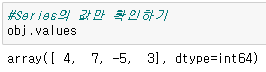 #Series의 값만 확인하기
obj.values
array([ 4,  7, -5,  3], dtype=int64)